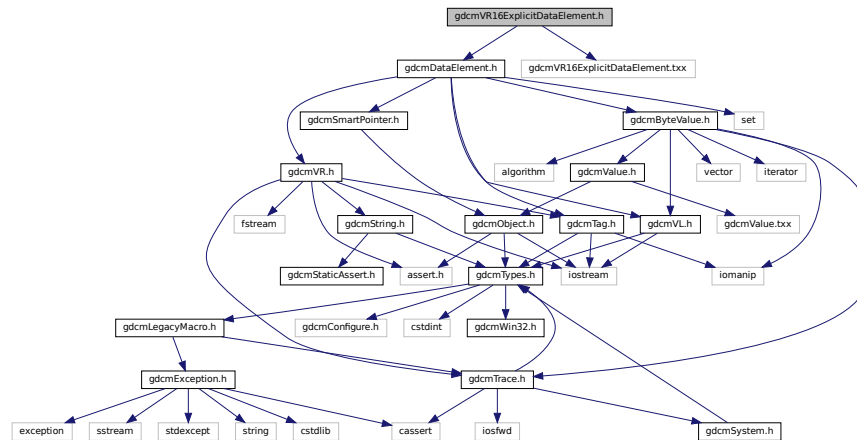 gdcmVR16ExplicitDataElement.h
gdcmDataElement.h
gdcmVR16ExplicitDataElement.txx
gdcmSmartPointer.h
gdcmByteValue.h
set
gdcmVR.h
algorithm
gdcmValue.h
vector
iterator
fstream
gdcmString.h
gdcmObject.h
gdcmTag.h
gdcmVL.h
gdcmValue.txx
gdcmStaticAssert.h
assert.h
gdcmTypes.h
iostream
iomanip
gdcmLegacyMacro.h
gdcmConfigure.h
cstdint
gdcmWin32.h
gdcmException.h
gdcmTrace.h
exception
sstream
stdexcept
string
cstdlib
cassert
iosfwd
gdcmSystem.h